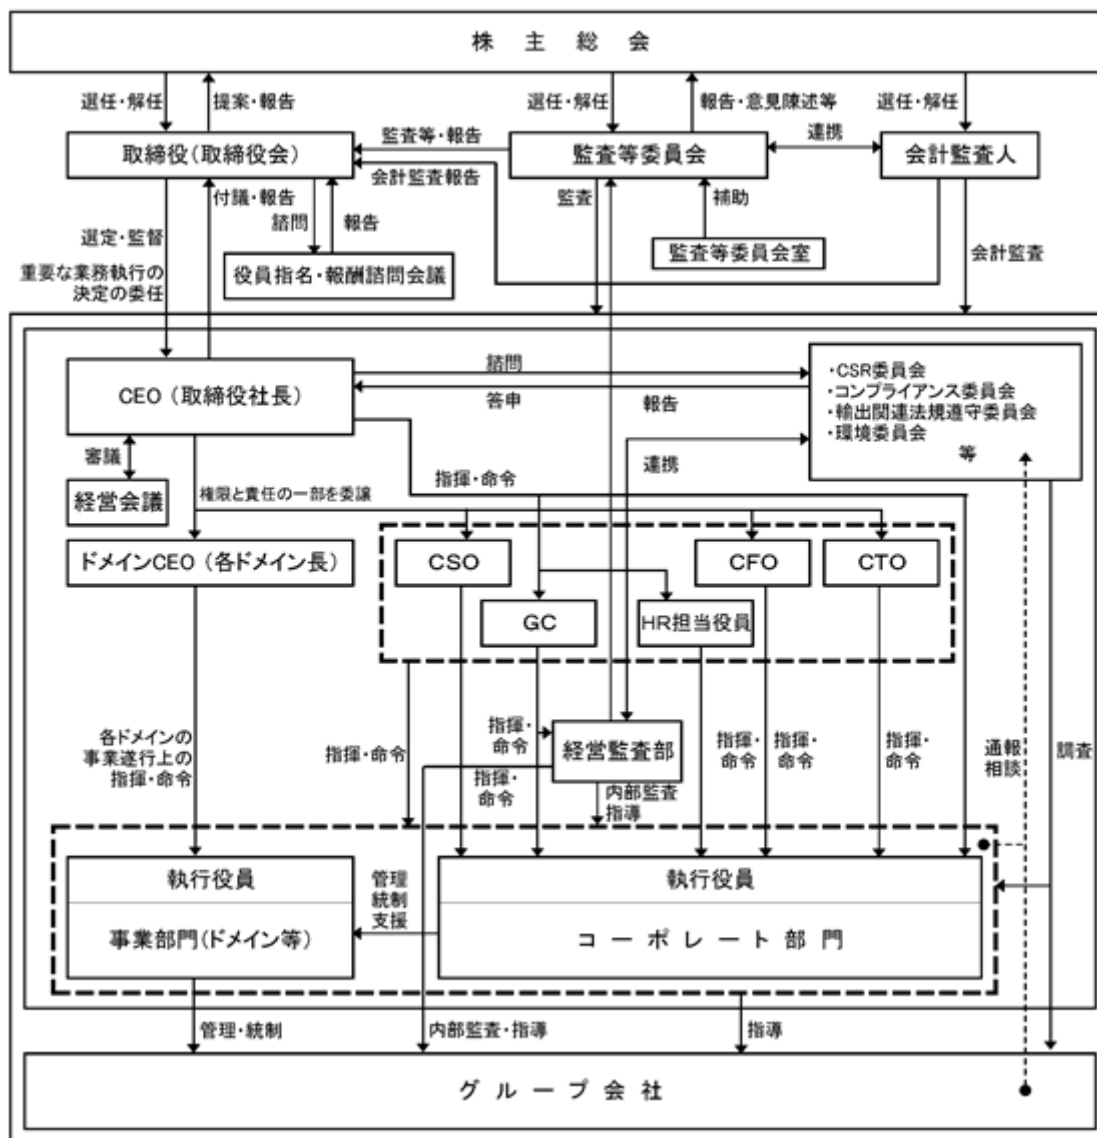 株主総会
選任・解任
提案・報告
選任・解任
報告・意見陳述等
選任・解任
取締役(取締役会)
監査等・報告
会計監査報告
監査等委員会
連携
会計監査人
付議・報告
諮問
報告
監査
補助
選定・監督
重要な業務執行の
決定の委任
役員指名・報酬諮問会議
監査等委員会室
会計監査
CEO(取締役社長)
諮問
答申
報告
・CSR委員会
・コンプライアンス委員会
・輸出関連法規遵守委員会
・環境委員会
等
審議
連携
経営会議
指揮・命令
権限と責任の一部を委譲
ドメインCEO(各ドメイン長)
CSO
CFO
CTO
GC
HR担当役員
各ドメインの
事業遂行上の
指揮・命令
指揮・命令
指揮・
命令
指揮・
命令
経営監査部
内部監査
指導
指揮・
命令
指揮・
命令
指揮・
命令
通報
相談
調査
執行役員
事業部門(ドメイン等)
管理
統制
支援
執行役員
コーポレート部門
管理・統制
内部監査・指導
指導
グループ会社